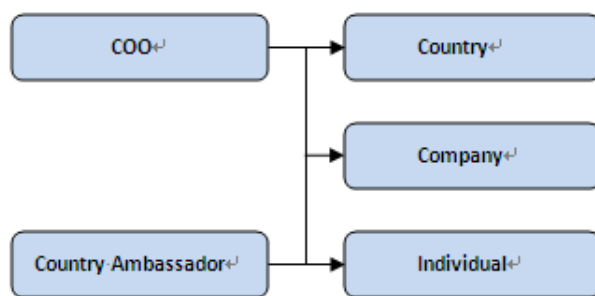 COO
Country
Company
Country Ambassador
Individual